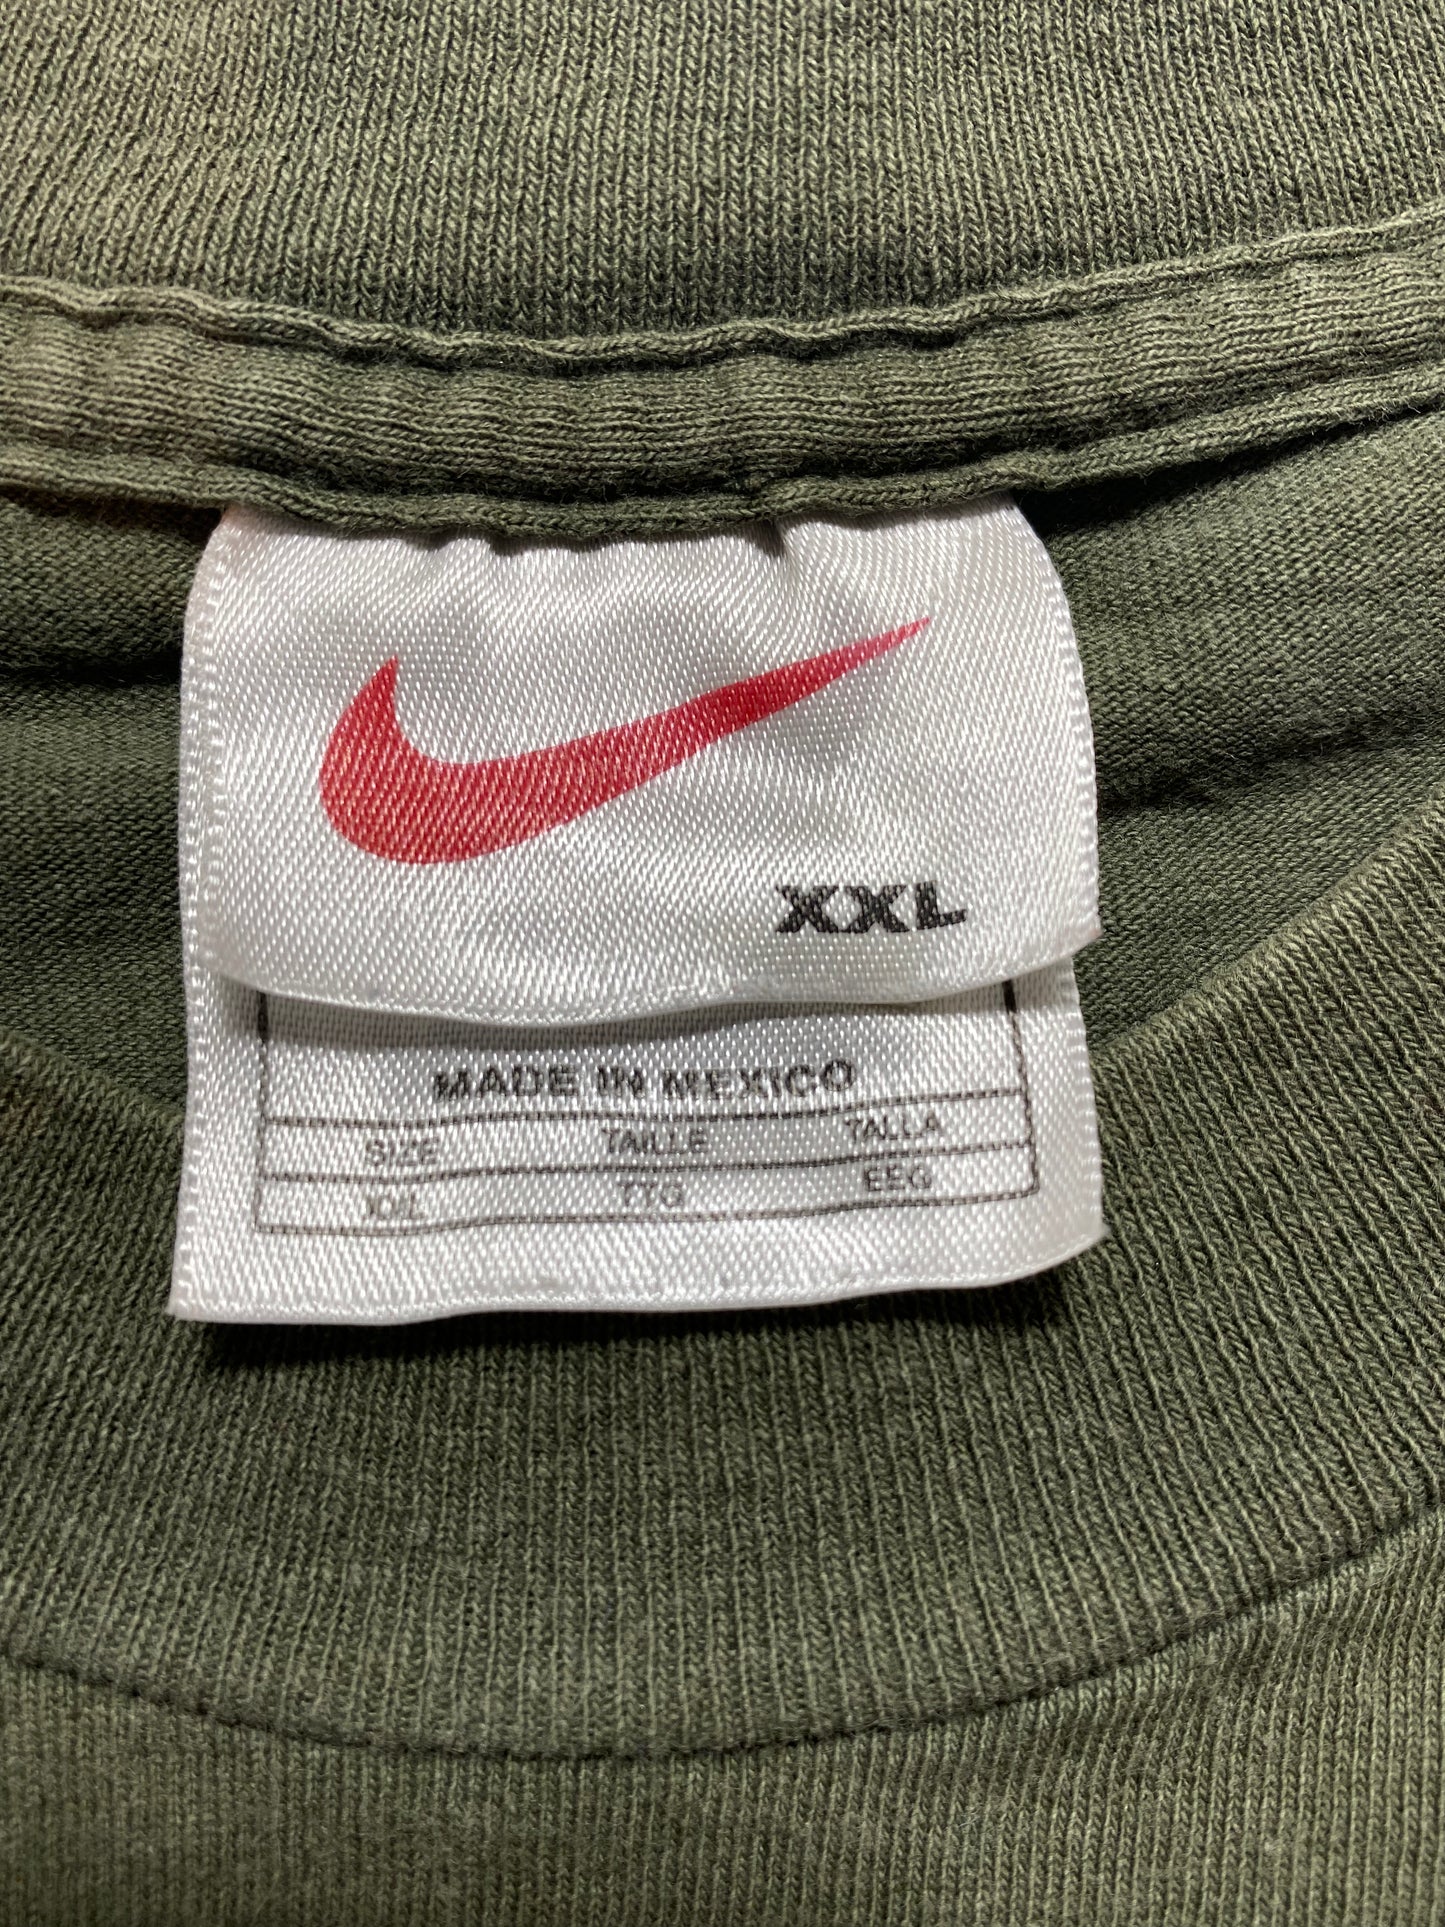 XXL
MADE IN MEXICO
SIZE TAILLE TALLA
XXL TTG EEG